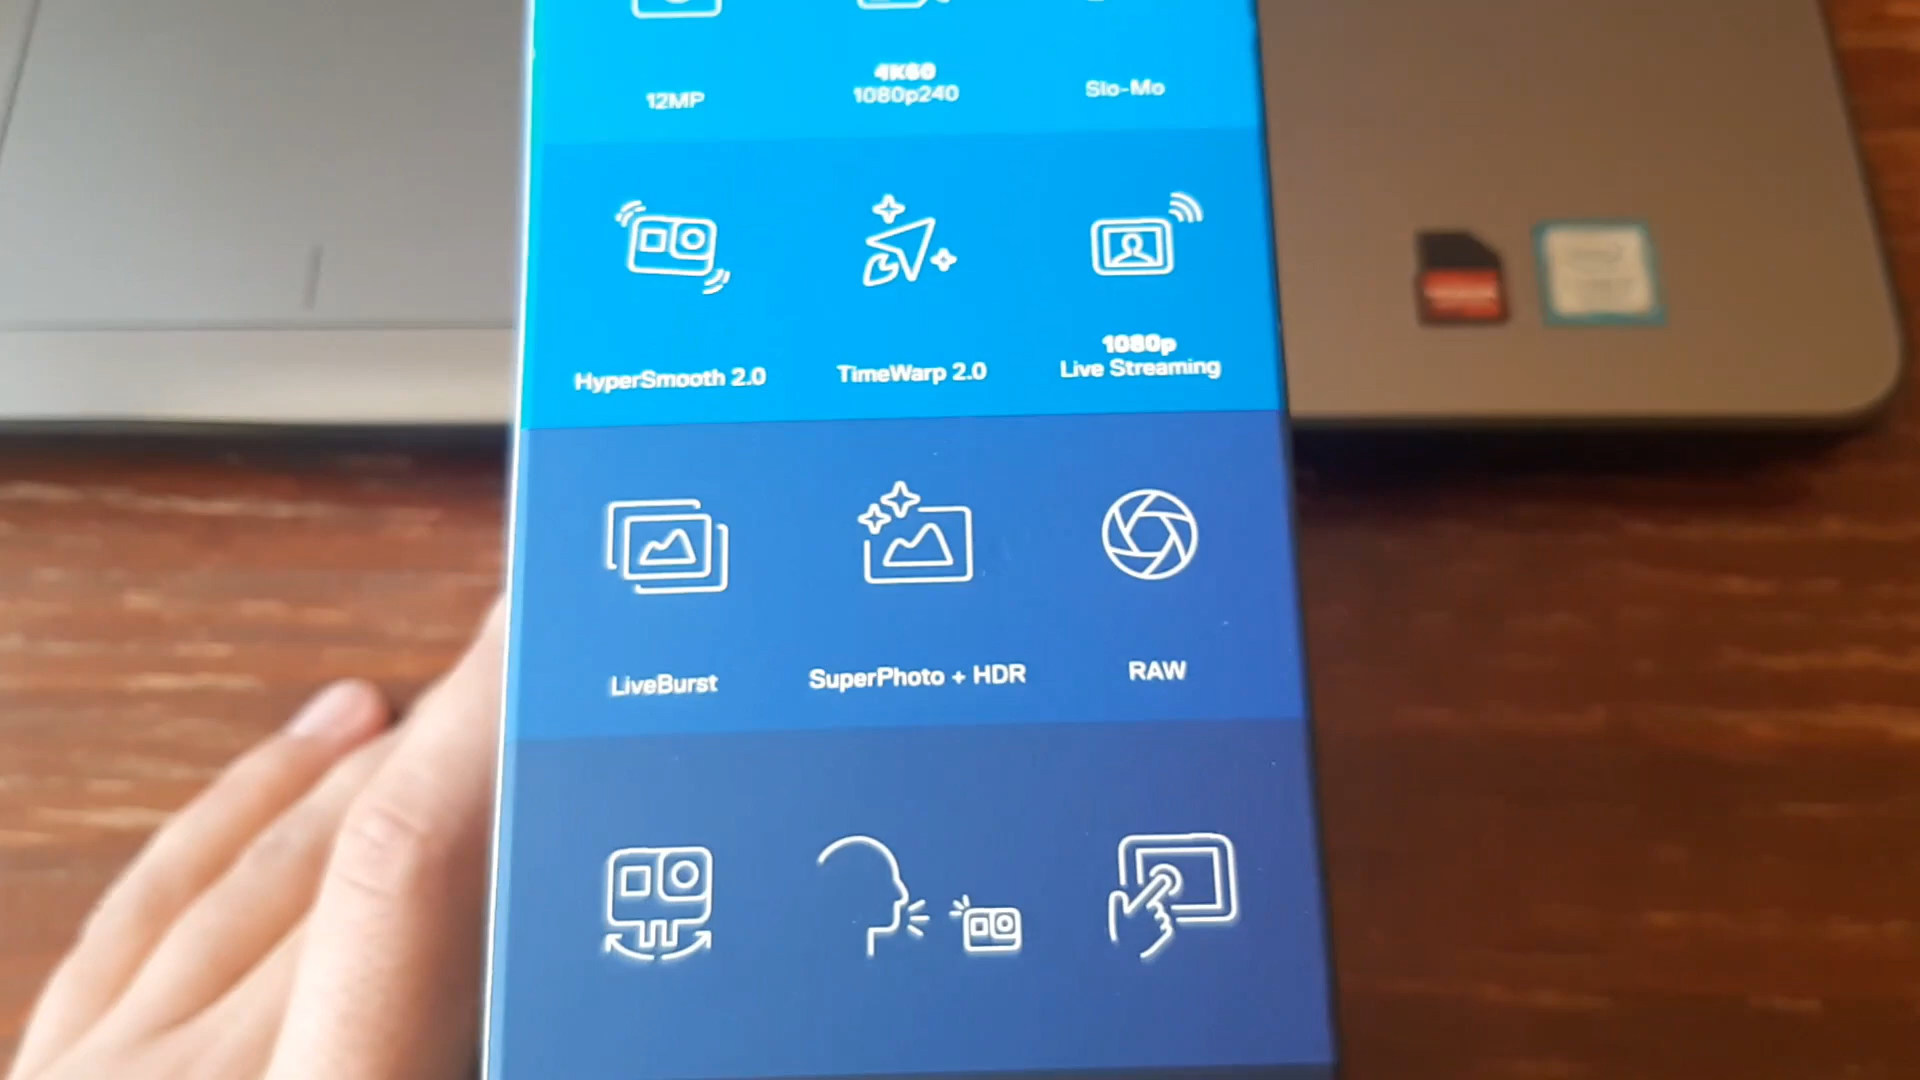 12MP
4K60
1080p240
Slo-Mo
HyperSmooth 2.0
TimeWarp 2.0
1080p
Live Streaming
LiveBurst
SuperPhoto + HDR
RAW